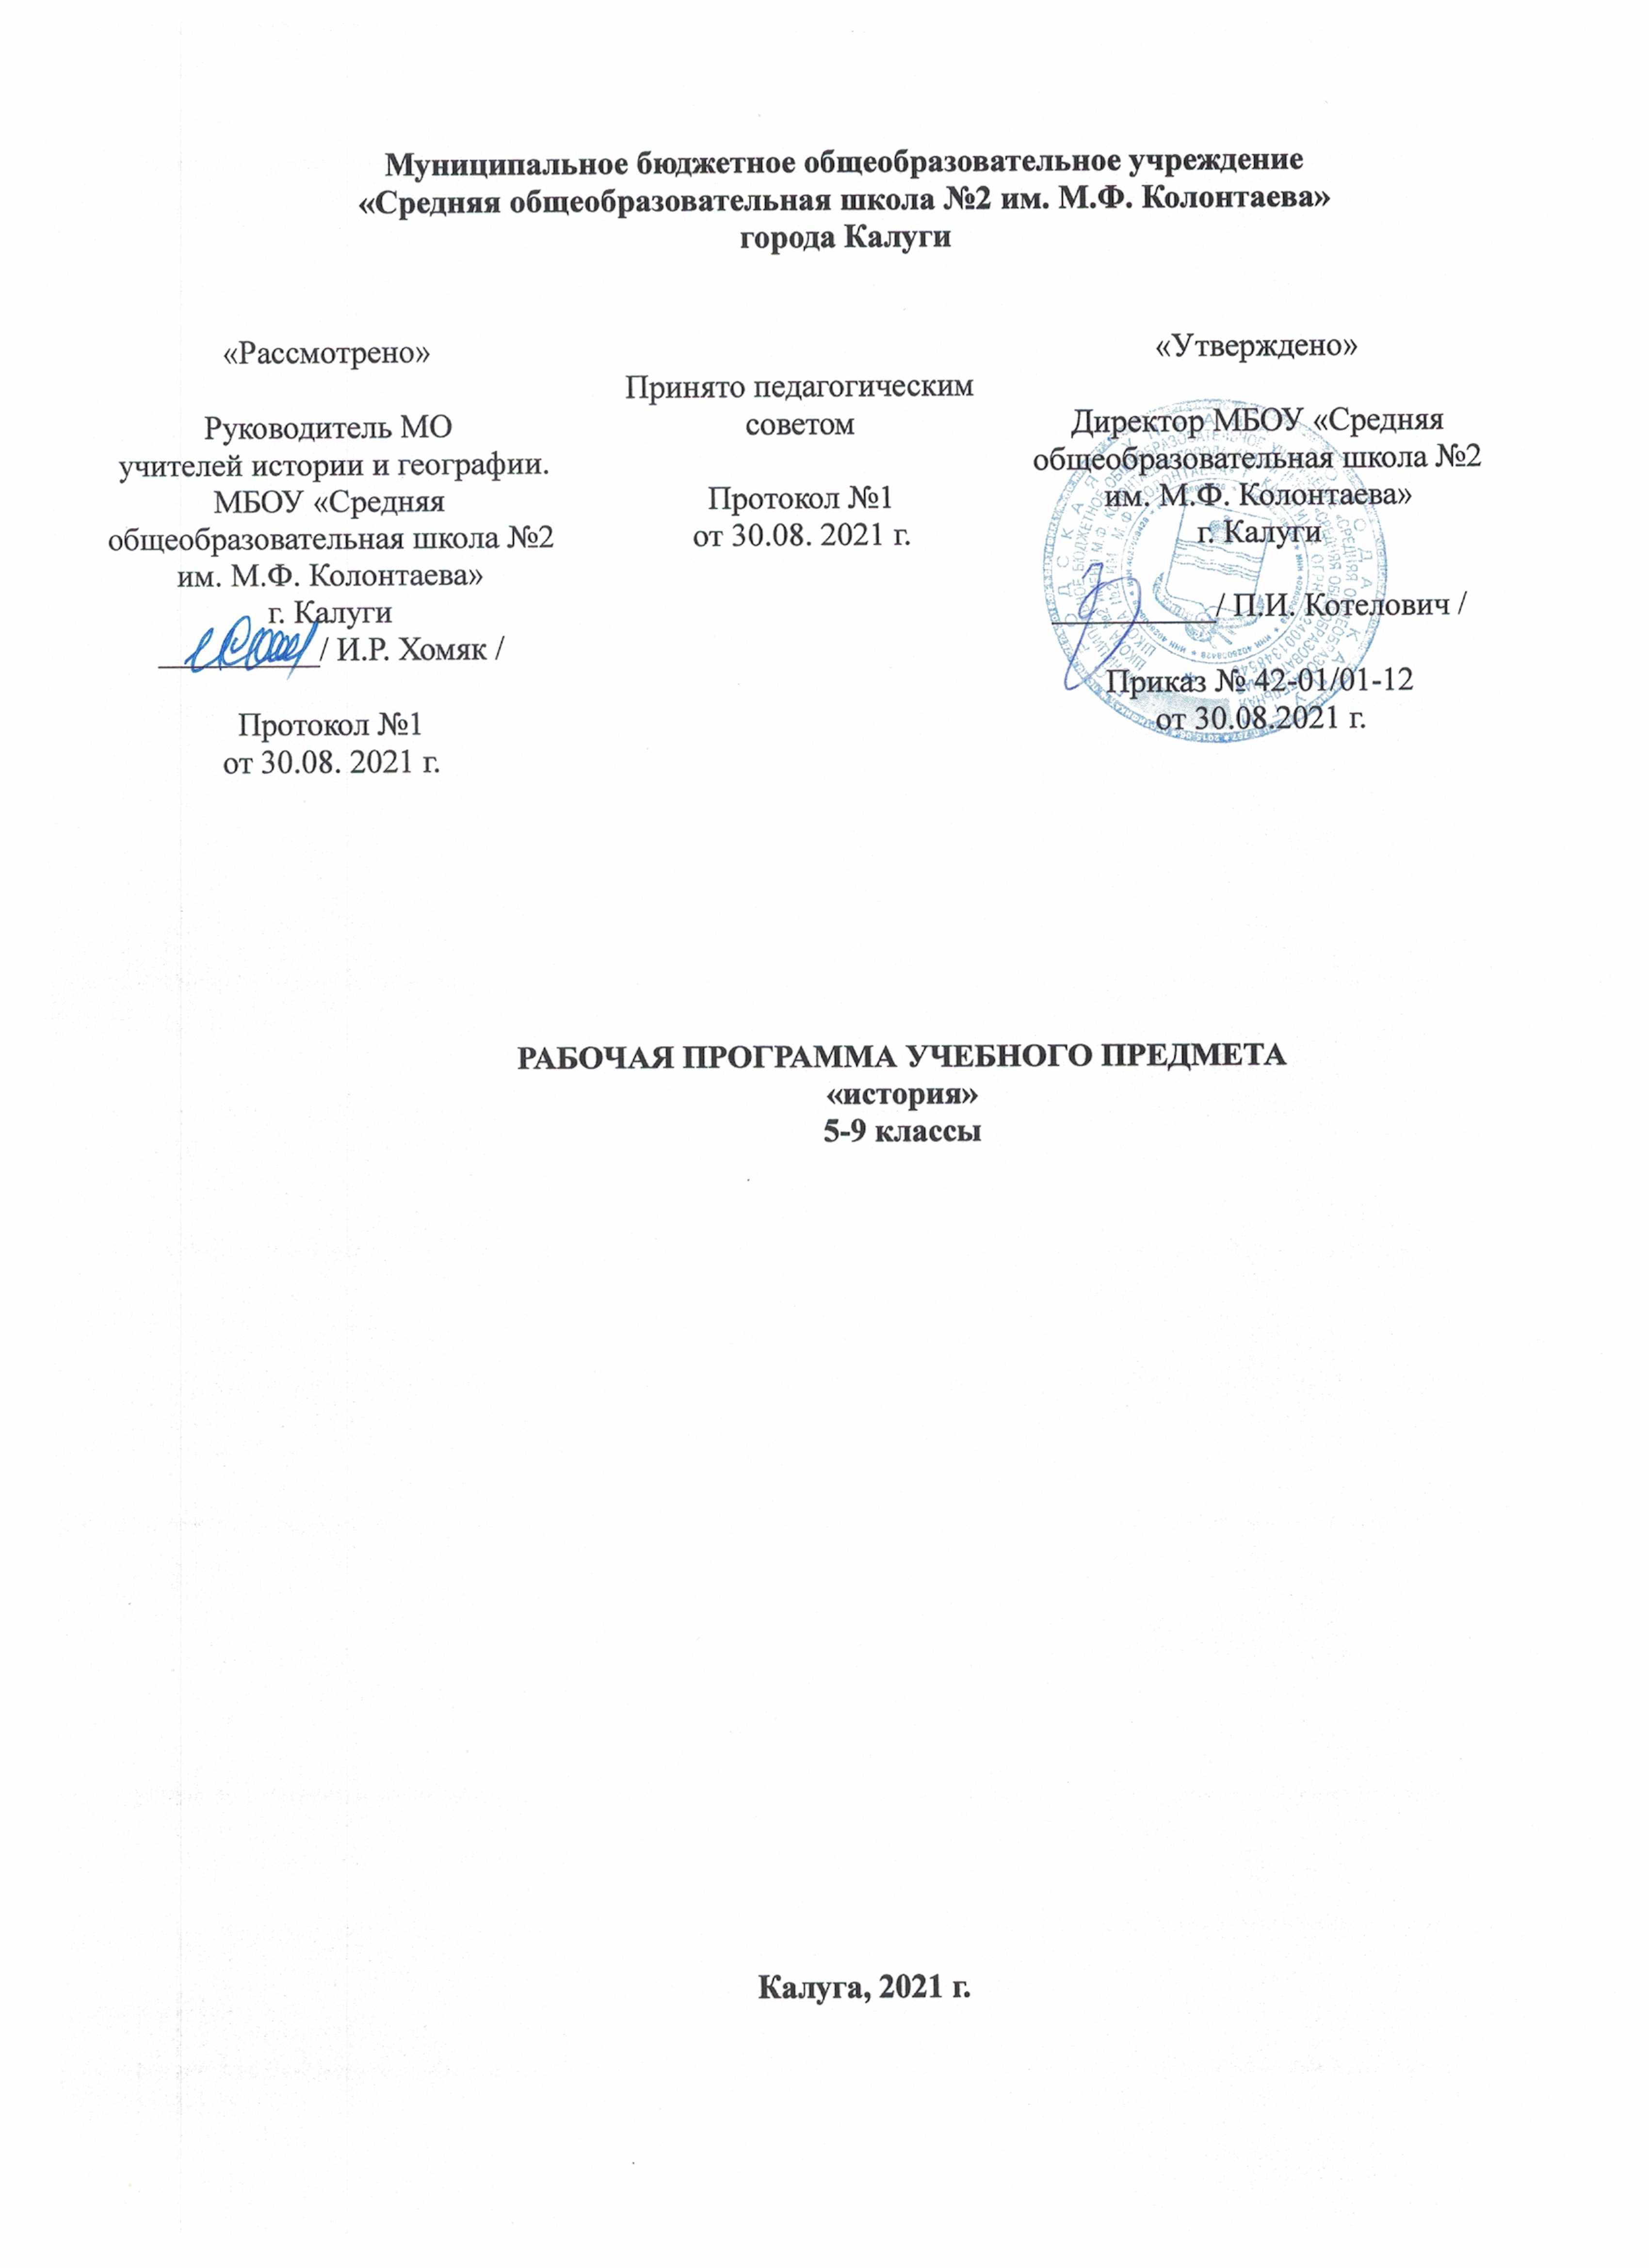 Муниципальное бюджетное общеобразовательное учреждение
«Средняя общеобразовательная школа №2 им. М.Ф. Колонтаева»
города Калуги
«Рассмотрено»
Руководитель МО
учителей истории и географии.
МБОУ «Средняя
общеобразовательная школа №2
им. М.Ф. Колонтаева»
г. Калуги
/ И.Р. Хомяк /
Протокол №1
от 30.08. 2021 г.
Принято педагогическим
советом
Протокол №1
от 30.08. 2021 г.
«Утверждено»
Директор МБОУ «Средняя
общеобразовательная школа №2
им. М.Ф. Колонтаева»
г. Калуги
/ П.И. Котелович /
Приказ № 42-01/01-12
от 30.08.2021 г.
РАБОЧАЯ ПРОГРАММА УЧЕБНОГО ПРЕДМЕТА
«история»
5-9 классы
Калуга, 2021 г.